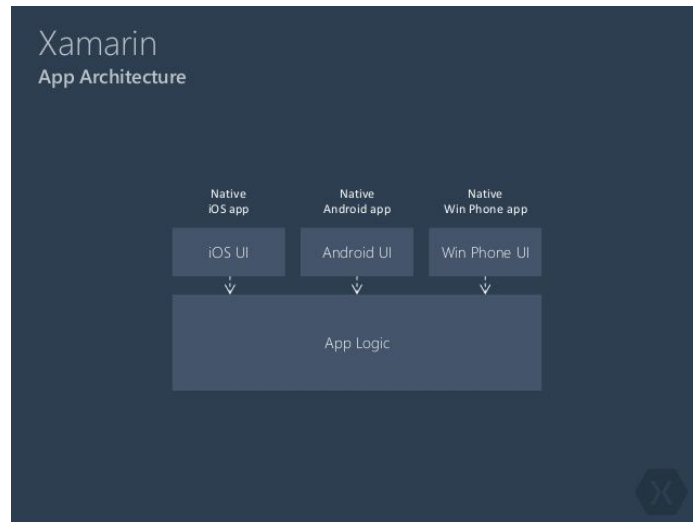 Xamarin
App Architecture
Native
iOS app
Native
Android app
Native
Win Phone app
iOS UI
Android UI
Win Phone UI
App Logic